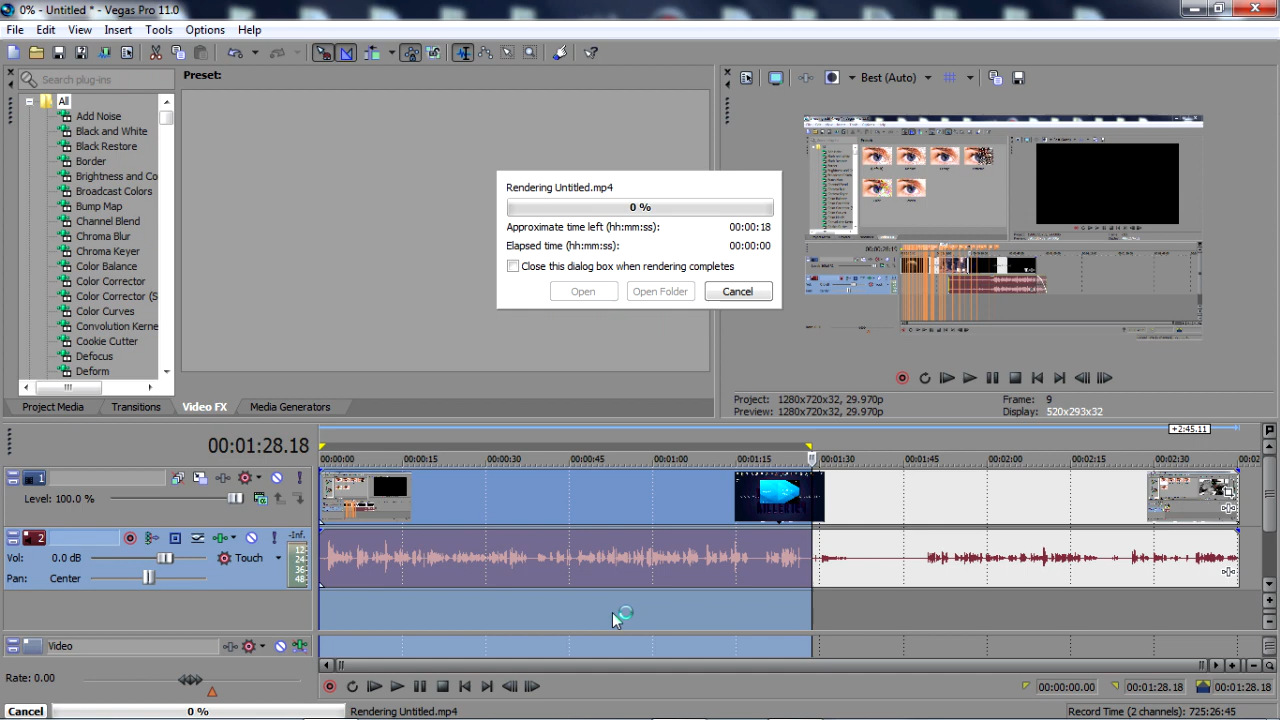 0% - Untitled * - Vegas Pro 11.0
File Edit View Insert Tools Options Help
Search plug-ins
All
Add Noise
Black and White
Black Restore
Border
Brightness and Co
Broadcast Colors
Bump Map
Channel Blend
Chroma Blur
Chroma Keyer
Color Balance
Color Corrector
Color Corrector (S
Color Curves
Convolution Kerne
Cookie Cutter
Defocus
Deform
Preset:
Project Media Transitions Video FX Media Generators
Rendering Untitled.mp4
0 %
Approximate time left (hh:mm:ss): 00:00:18
Elapsed time (hh:mm:ss): 00:00:00
Close this dialog box when rendering completes
Open Open Folder Cancel
Best (Auto)
Project: 1280x720x32, 29.970p Frame: 9
Preview: 1280x720x32, 29.970p Display: 520x293x32
00:01:28.18
+2:45.11
00:00:00 00:00:15 00:00:30 00:00:45 00:01:00 00:01:15 00:01:30 00:01:45 00:02:00 00:02:15 00:02:30
1
Level: 100.0 %
2
-Inf.
Vol: 0.0 dB Touch
Pan: Center
12-
24-
36-
48-
Video
Rate: 0.00
00:00:00.00 00:01:28.18 00:01:28.18
Cancel 0 % Rendering Untitled.mp4 Record Time (2 channels): 725:26:45